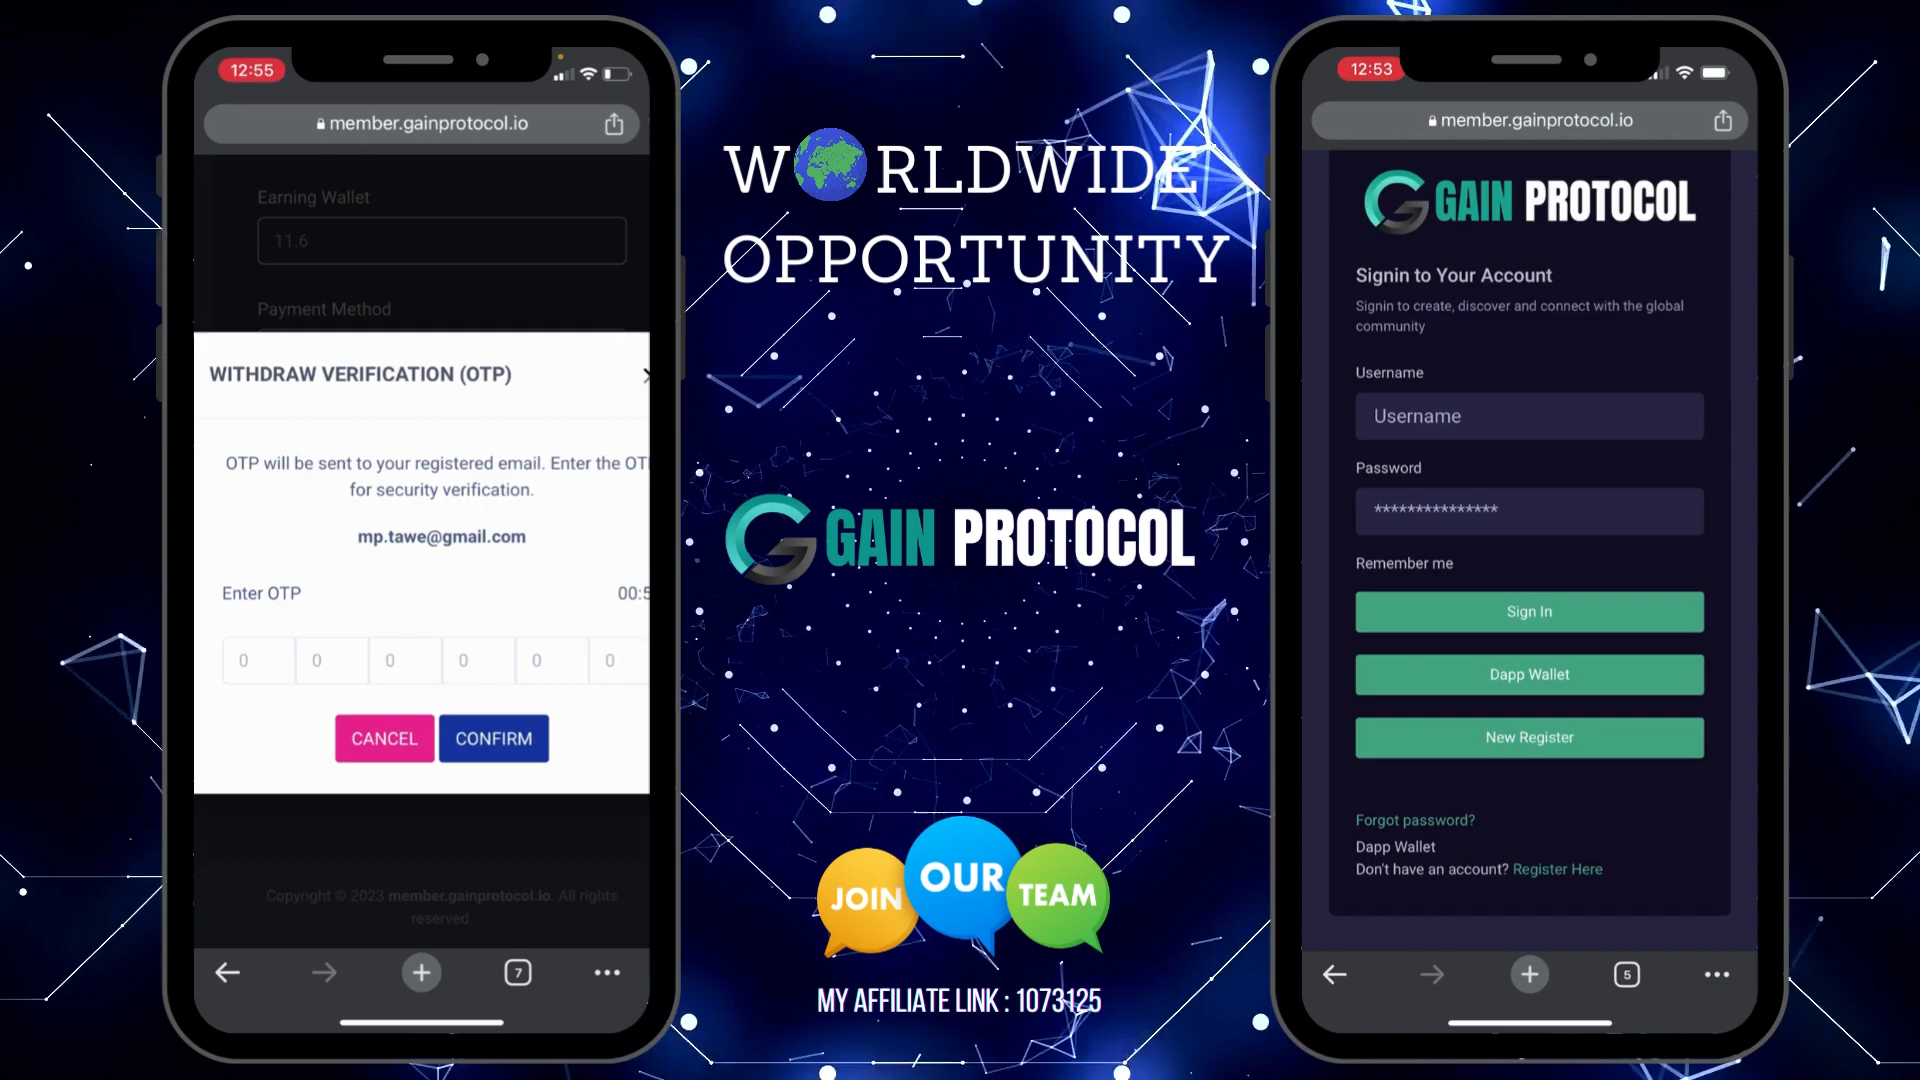 12:55
member.gainprotocol.io
Earning Wallet
11.6
Payment Method
WITHDRAW VERIFICATION (OTP)
OTP will be sent to your registered email. Enter the OT
for security verification.
mp.tawe@gmail.com
Enter OTP
00:5
0 0 0 0 0 0
CANCEL CONFIRM
Copyright © 2023 member.gainprotocol.io. All rights
reserved.
7
WORLDWIDE
OPPORTUNITY
GAIN PROTOCOL
JOIN OUR TEAM
MY AFFILIATE LINK : 1073125
12:53
member.gainprotocol.io
GAIN PROTOCOL
Signin to Your Account
Signin to create, discover and connect with the global
community
Username
Username
Password
***************
Remember me
Sign In
Dapp Wallet
New Register
Forgot password?
Dapp Wallet
Don't have an account? Register Here
5